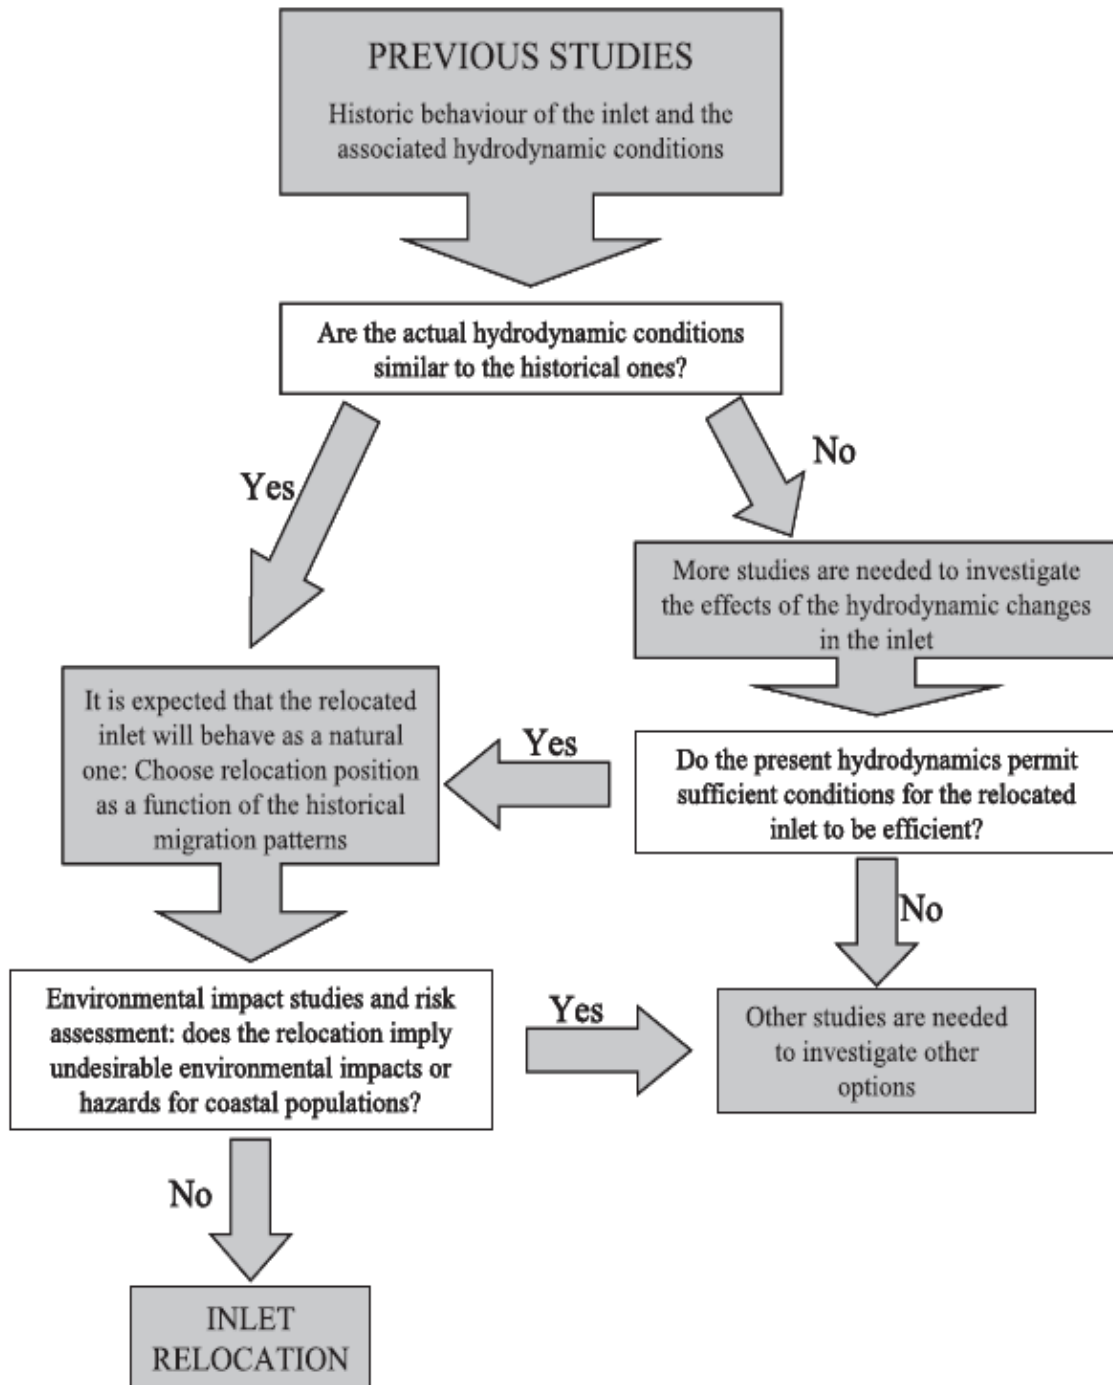 PREVIOUS STUDIES
Historic behaviour of the inlet and the
associated hydrodynamic conditions
Are the actual hydrodynamic conditions
similar to the historical ones?
Yes
No
More studies are needed to investigate
the effects of the hydrodynamic changes
in the inlet
It is expected that the relocated
inlet will behave as a natural
one: Choose relocation position
as a function of the historical
migration patterns
Yes
Do the present hydrodynamics permit
sufficient conditions for the relocated
inlet to be efficient?
No
Environmental impact studies and risk
assessment: does the relocation imply
undesirable environmental impacts or
hazards for coastal populations?
Yes
Other studies are needed
to investigate other
options
No
INLET
RELOCATION